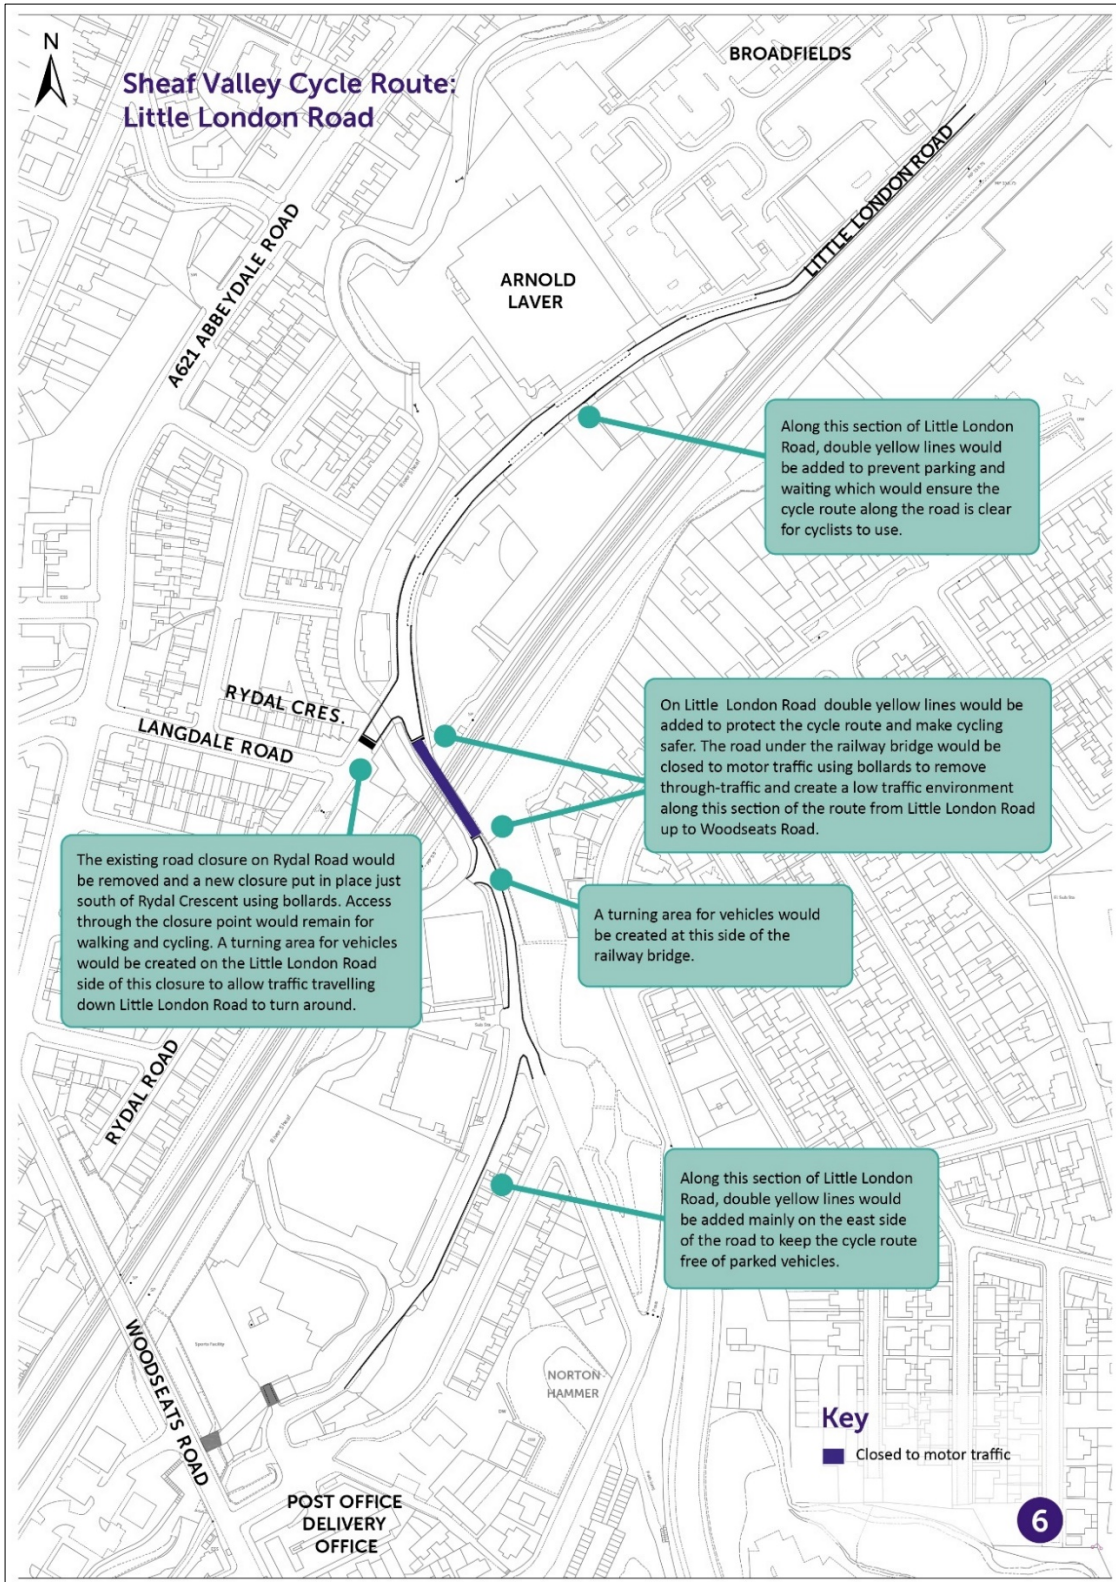 N
Sheaf Valley Cycle Route:
Little London Road
BROADFIELDS
LITTLE LONDON ROAD
A621 ABBEYDALE ROAD
ARNOLD
LAVER
Along this section of Little London
Road, double yellow lines would
be added to prevent parking and
waiting which would ensure the
cycle route along the road is clear
for cyclists to use.
River Sheaf
RYDAL CRES.
LANGDALE ROAD
On Little London Road double yellow lines would be
added to protect the cycle route and make cycling
safer. The road under the railway bridge would be
closed to motor traffic using bollards to remove
through-traffic and create a low traffic environment
along this section of the route from Little London Road
up to Woodseats Road.
The existing road closure on Rydal Road would
be removed and a new closure put in place just
south of Rydal Crescent using bollards. Access
through the closure point would remain for
walking and cycling. A turning area for vehicles
would be created on the Little London Road
side of this closure to allow traffic travelling
down Little London Road to turn around.
A turning area for vehicles would
be created at this side of the
railway bridge.
RYDAL ROAD
River Sheaf
Along this section of Little London
Road, double yellow lines would
be added mainly on the east side
of the road to keep the cycle route
free of parked vehicles.
WOODSEATS ROAD
Sports Facility
NORTON
HAMMER
Key
Closed to motor traffic
POST OFFICE
DELIVERY
OFFICE
6